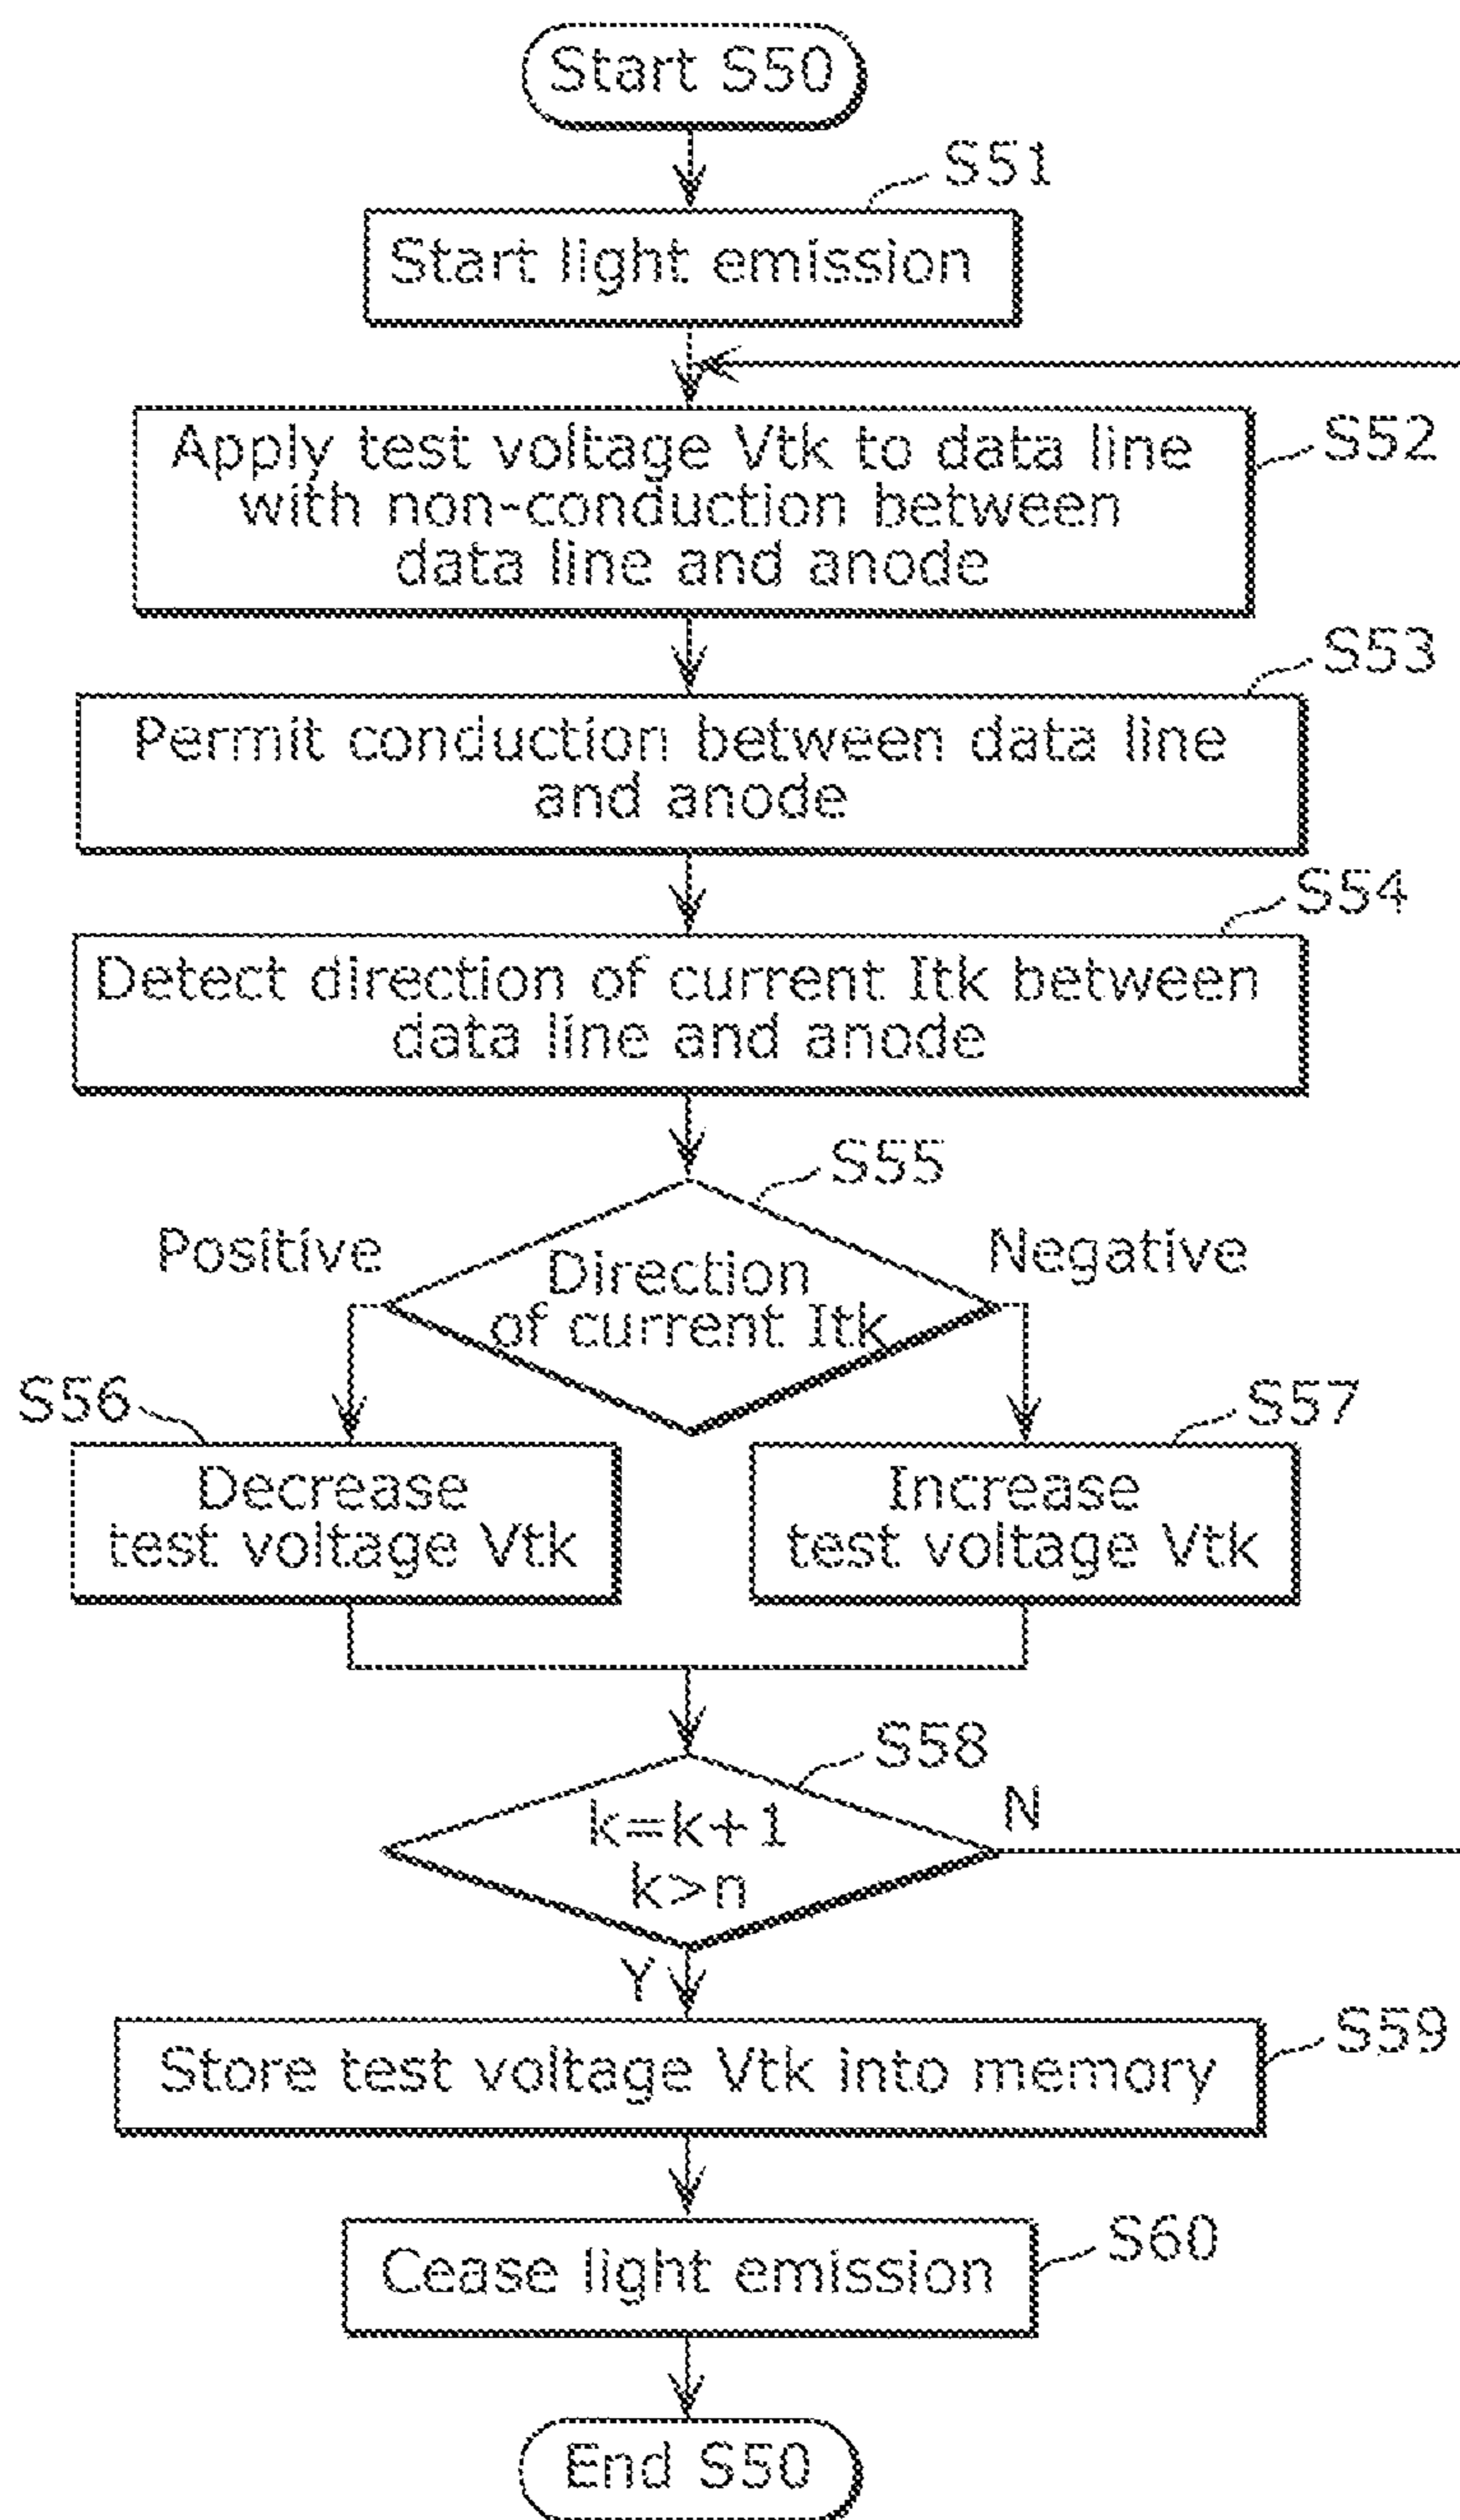 Start S50
S51
Start light emission
S52
Apply test voltage Vtk to data line
with non-conduction between
data line and anode
S53
Permit conduction between data line
and anode
S54
Detect direction of current Itk between
data line and anode
S55
Positive
Negative
Direction
of current Itk
S56
S57
Decrease
test voltage Vtk
Increase
test voltage Vtk
S58
k=k+1
k>n
N
Y
S59
Store test voltage Vtk into memory
S60
Cease light emission
End S50